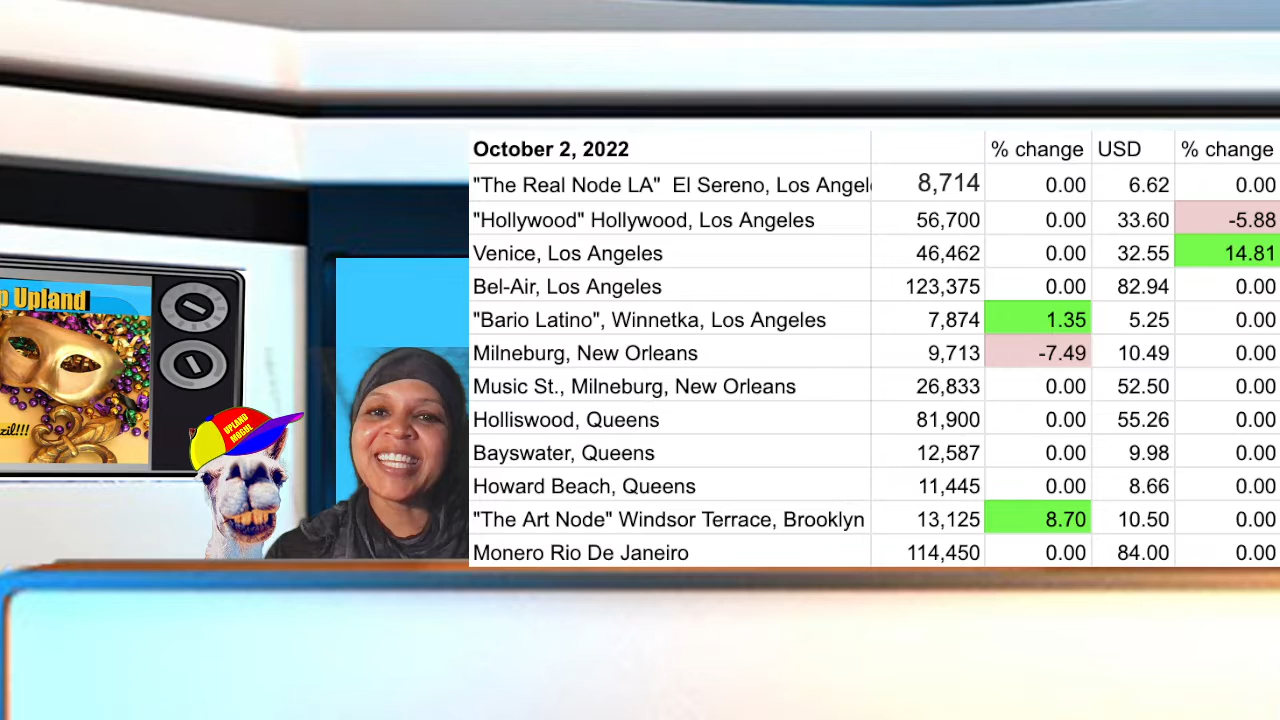 October 2, 2022 % change USD % change
"The Real Node LA" El Sereno, Los Angel 8,714 0.00 6.62 0.00
"Hollywood" Hollywood, Los Angeles 56,700 0.00 33.60 -5.88
Venice, Los Angeles 46,462 0.00 32.55 14.81
Bel-Air, Los Angeles 123,375 0.00 82.94 0.00
"Bario Latino", Winnetka, Los Angeles 7,874 1.35 5.25 0.00
Milneburg, New Orleans 9,713 -7.49 10.49 0.00
Music St., Milneburg, New Orleans 26,833 0.00 52.50 0.00
Holliswood, Queens 81,900 0.00 55.26 0.00
Bayswater, Queens 12,587 0.00 9.98 0.00
Howard Beach, Queens 11,445 0.00 8.66 0.00
"The Art Node" Windsor Terrace, Brooklyn 13,125 8.70 10.50 0.00
Monero Rio De Janeiro 114,450 0.00 84.00 0.00
p Upland
zil!!!
UPLAND
MOGUL